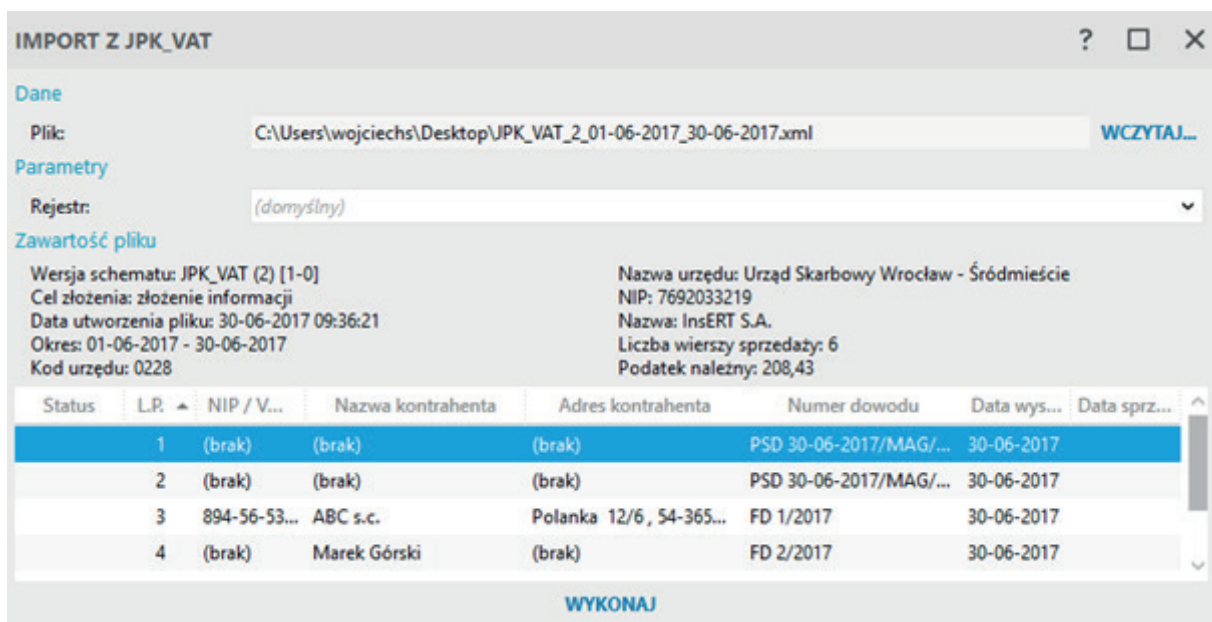 IMPORT Z JPK_VAT ?
Dane
Plik: C:\Users\wojciechs\Desktop\JPK_VAT_2_01-06-2017_30-06-2017.xml WCZYTAJ...
Parametry
Rejestr: (domyślny)
Zawartość pliku
Wersja schematu: JPK_VAT (2) [1-0] Nazwa urzędu: Urząd Skarbowy Wrocław - Śródmieście
Cel złożenia: złożenie informacji NIP: 7692033219
Data utworzenia pliku: 30-06-2017 09:36:21 Nazwa: InsERT S.A.
Okres: 01-06-2017 - 30-06-2017 Liczba wierszy sprzedaży: 6
Kod urzędu: 0228 Podatek należny: 208,43
Status L.P. NIP / V... Nazwa kontrahenta Adres kontrahenta Numer dowodu Data wys... Data sprz...
1 (brak) (brak) (brak) PSD 30-06-2017/MAG/... 30-06-2017
2 (brak) (brak) (brak) PSD 30-06-2017/MAG/... 30-06-2017
3 894-56-53... ABC s.c. Polanka 12/6 , 54-365... FD 1/2017 30-06-2017
4 (brak) Marek Górski (brak) FD 2/2017 30-06-2017
WYKONAJ